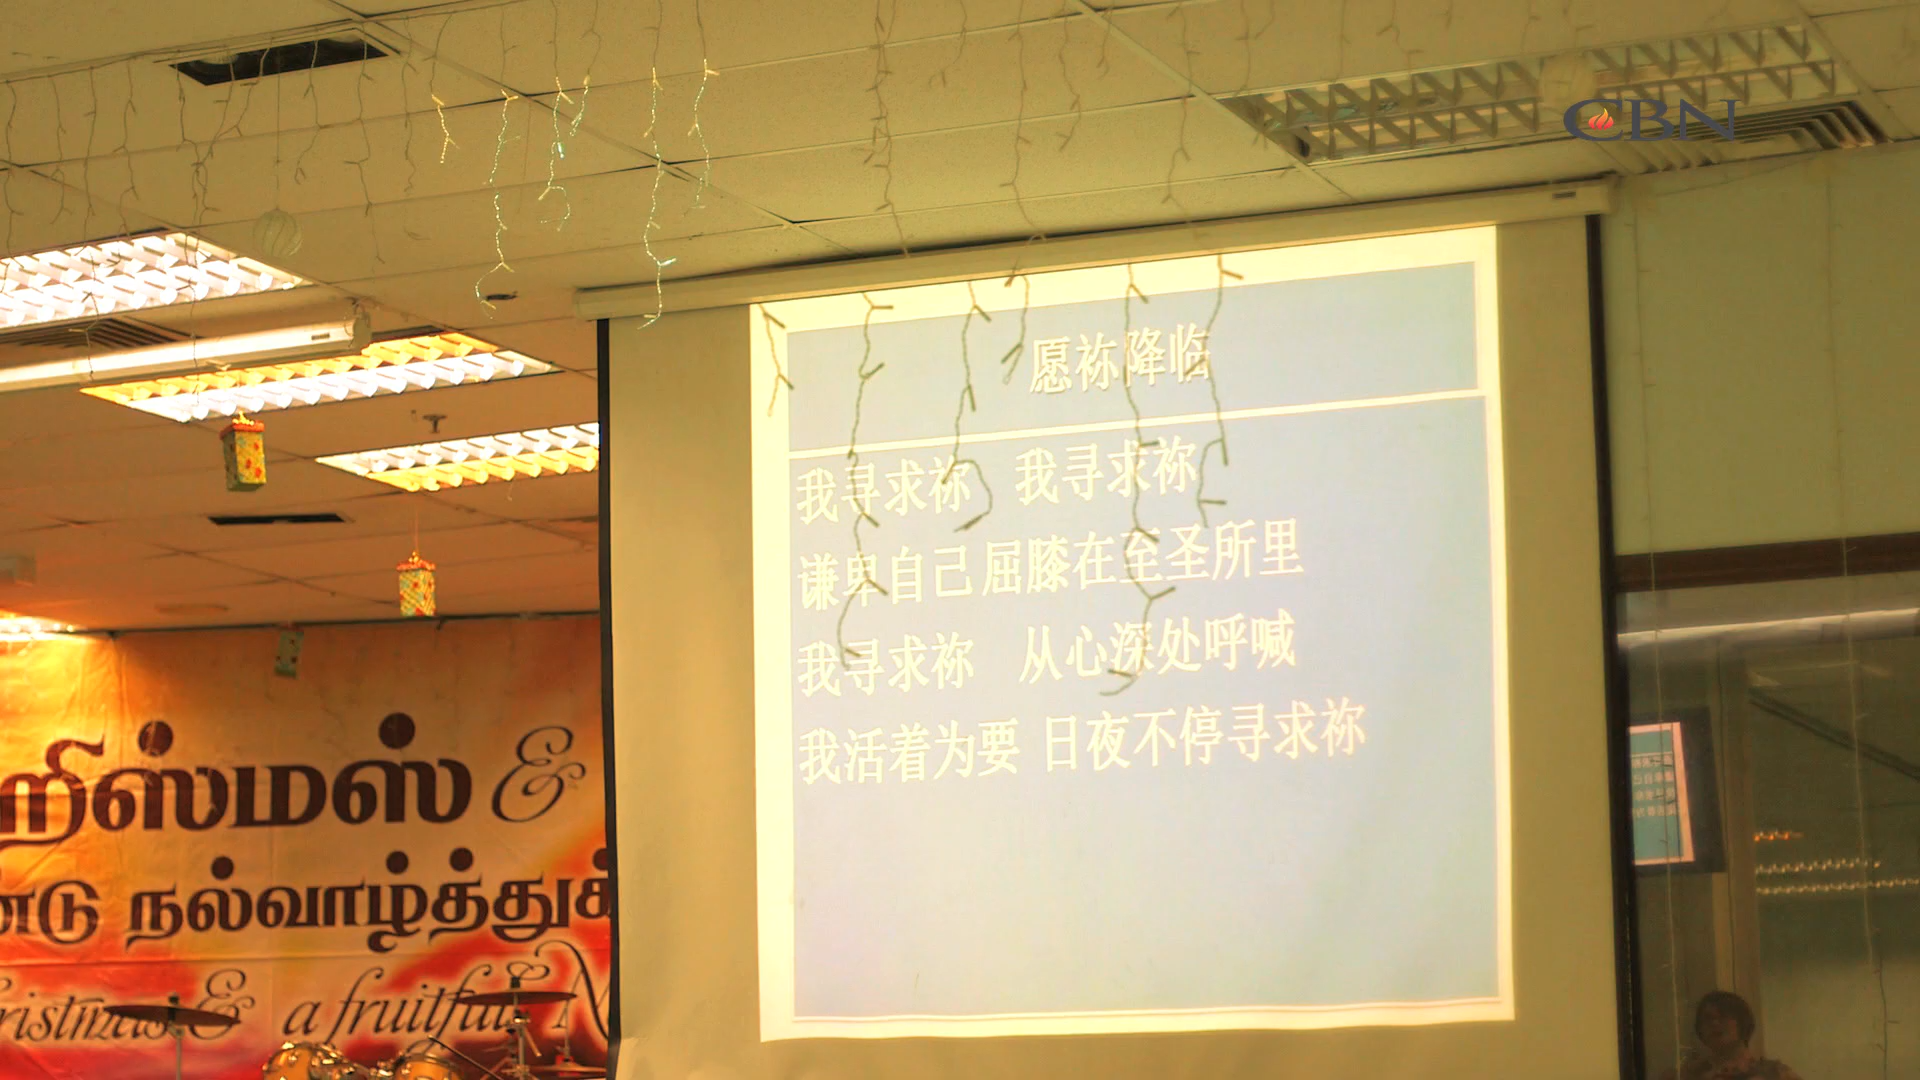 CBN
愿祢降临
我寻求祢 我寻求祢
谦卑自己 屈膝在至圣所里
我寻求祢 从心深处呼喊
我活着为要 日夜不停寻求祢
றிஸ்மஸ் &
ண்டு நல்வாழ்த்துக்
ristmas & a fruitful N